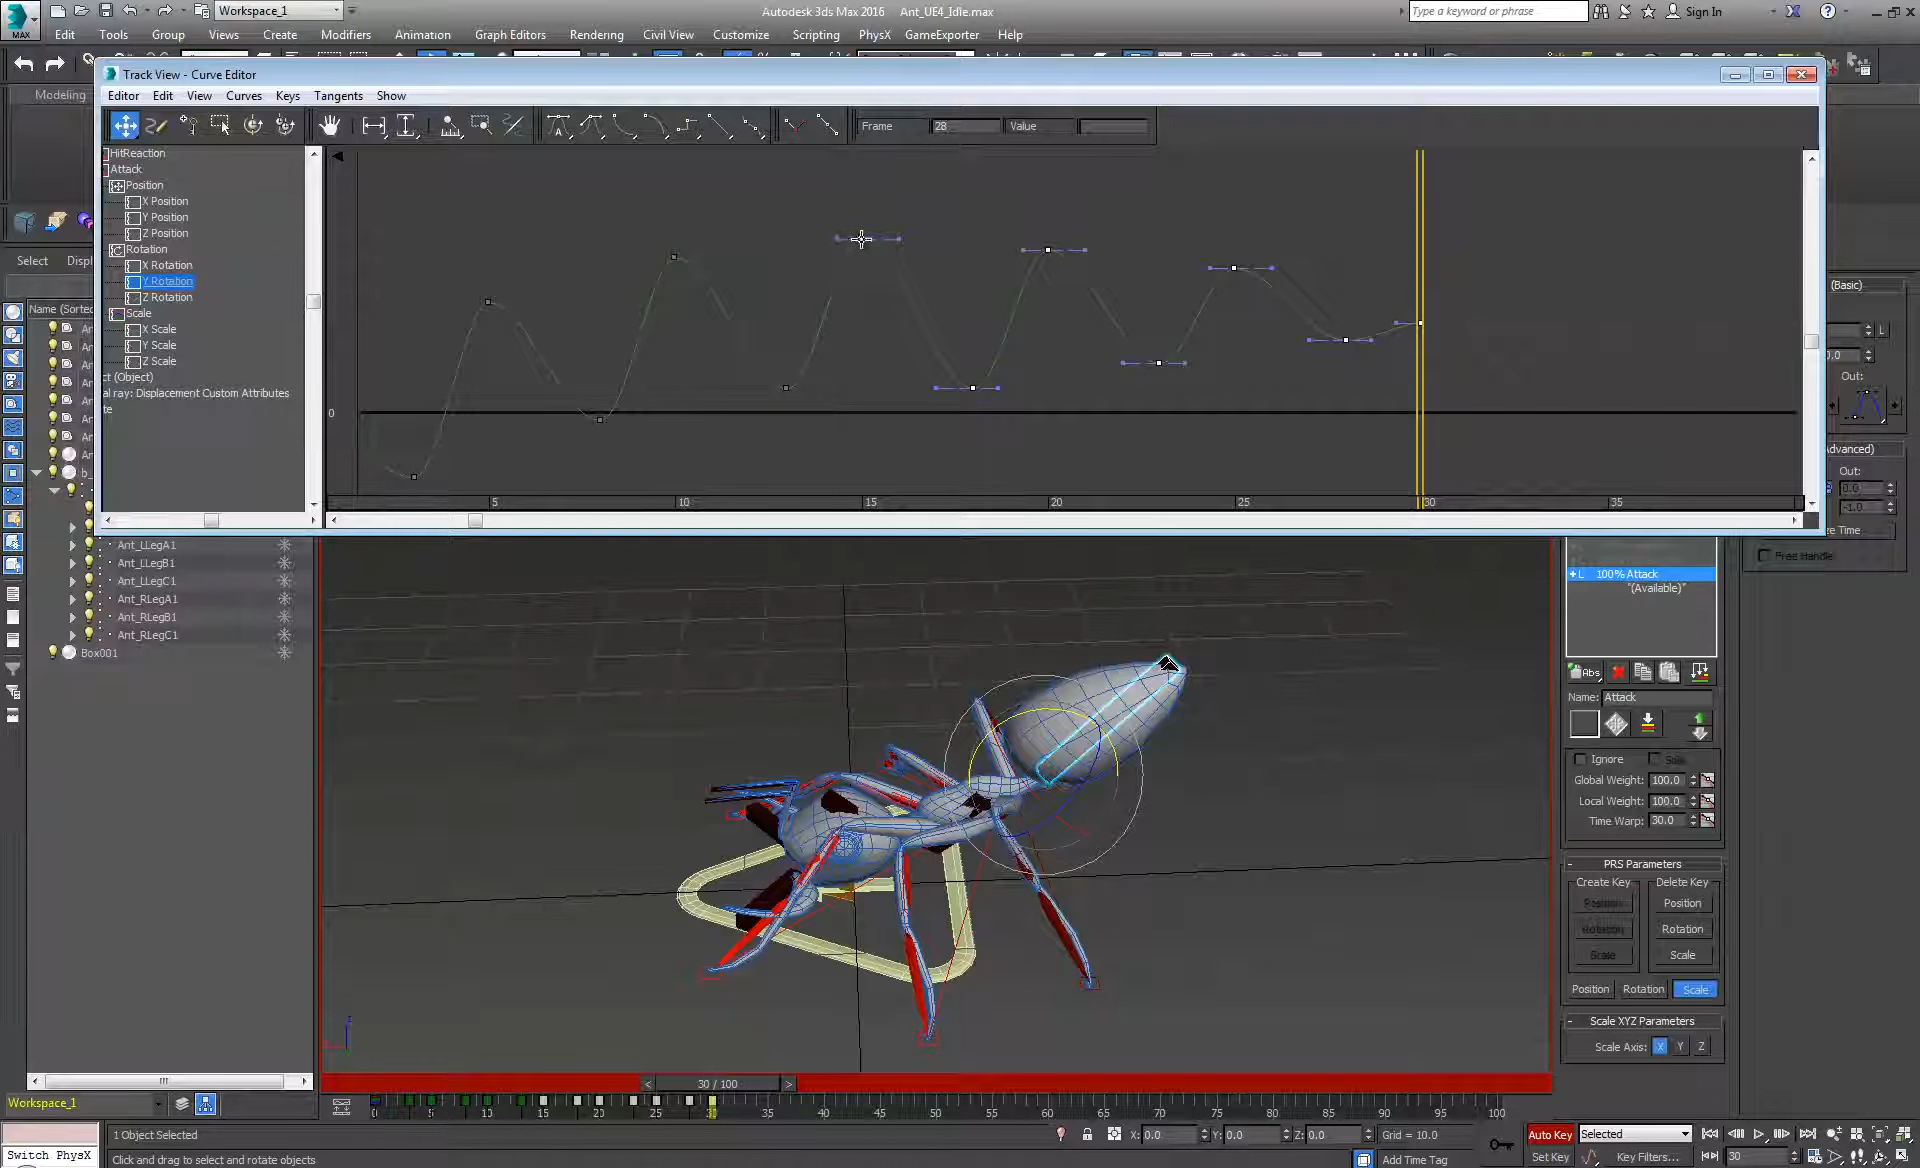 Workspace_1
Autodesk 3ds Max 2016 Ant_UE4_Idle.max
Type a keyword or phrase
Sign In
MAX
Edit Tools Group Views Create Modifiers Animation Graph Editors Rendering Civil View Customize Scripting PhysX GameExporter Help
Track View - Curve Editor
Modeling
Editor Edit View Curves Keys Tangents Show
Frame 28 Value
HitReaction
Attack
Position
X Position
Y Position
Z Position
Rotation
X Rotation
Y Rotation
Z Rotation
Scale
X Scale
Y Scale
Z Scale
ct (Object)
al ray: Displacement Custom Attributes
te
0
5 10 15 20 25 30 35
Select Displ
Name (Sorted
(Basic)
L
0.0
Out:
dvanced)
Out:
0.0
-1.0
ze Time
Free Handle
Ant_LLegA1
Ant_LLegB1
Ant_LLegC1
Ant_RLegA1
Ant_RLegB1
Ant_RLegC1
Box001
+ L 100% Attack
"(Available)"
Abs
Name: Attack
Ignore Solo
Global Weight: 100.0
Local Weight: 100.0
Time Warp: 30.0
- PRS Parameters
Create Key Delete Key
Position Position
Rotation Rotation
Scale Scale
Position Rotation Scale
- Scale XYZ Parameters
Scale Axis: X Y Z
< 30 / 100 >
Workspace_1
0 5 10 15 20 25 30 35 40 45 50 55 60 65 70 75 80 85 90 95 100
1 Object Selected
X: 0.0 Y: 0.0 Z: 0.0 Grid = 10.0
Auto Key Selected
Switch PhysX
Click and drag to select and rotate objects
Add Time Tag
Set Key Key Filters... 30